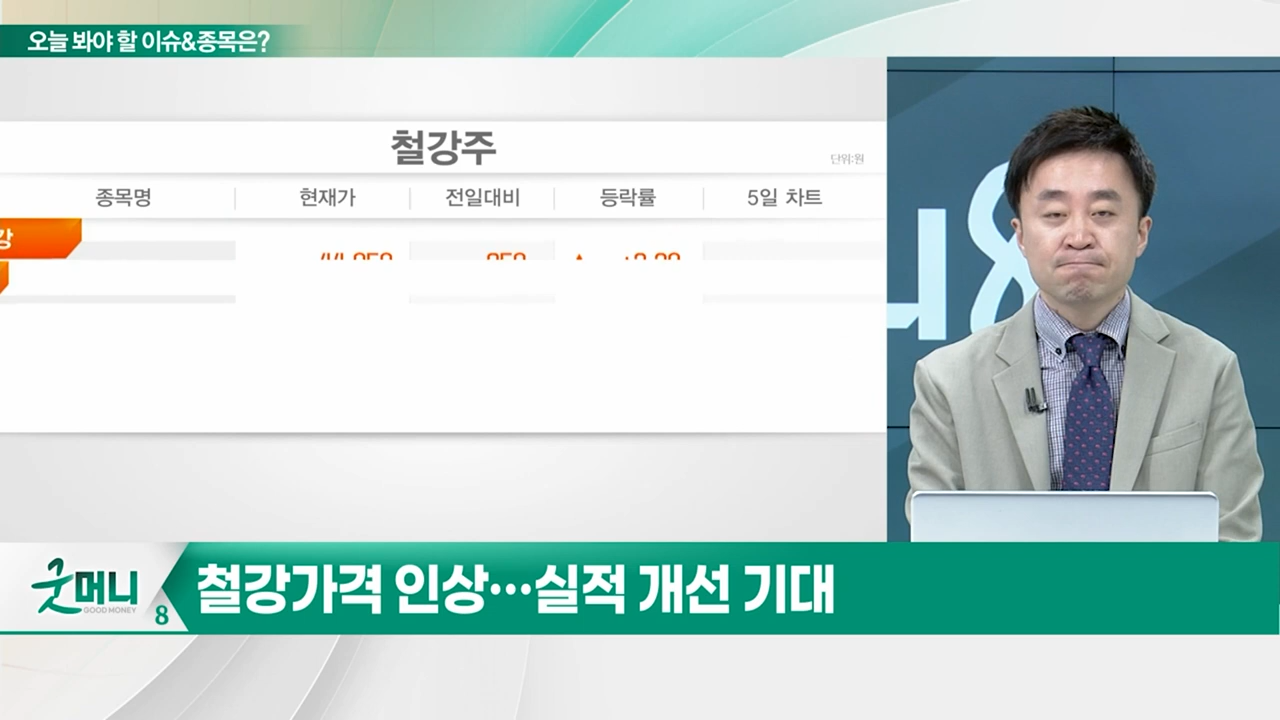 오늘 봐야 할 이슈&종목은?
철강주
단위:원
종목명 현재가 전일대비 등락률 5일 차트
강
굿머니
GOOD MONEY
8
철강가격 인상…실적 개선 기대